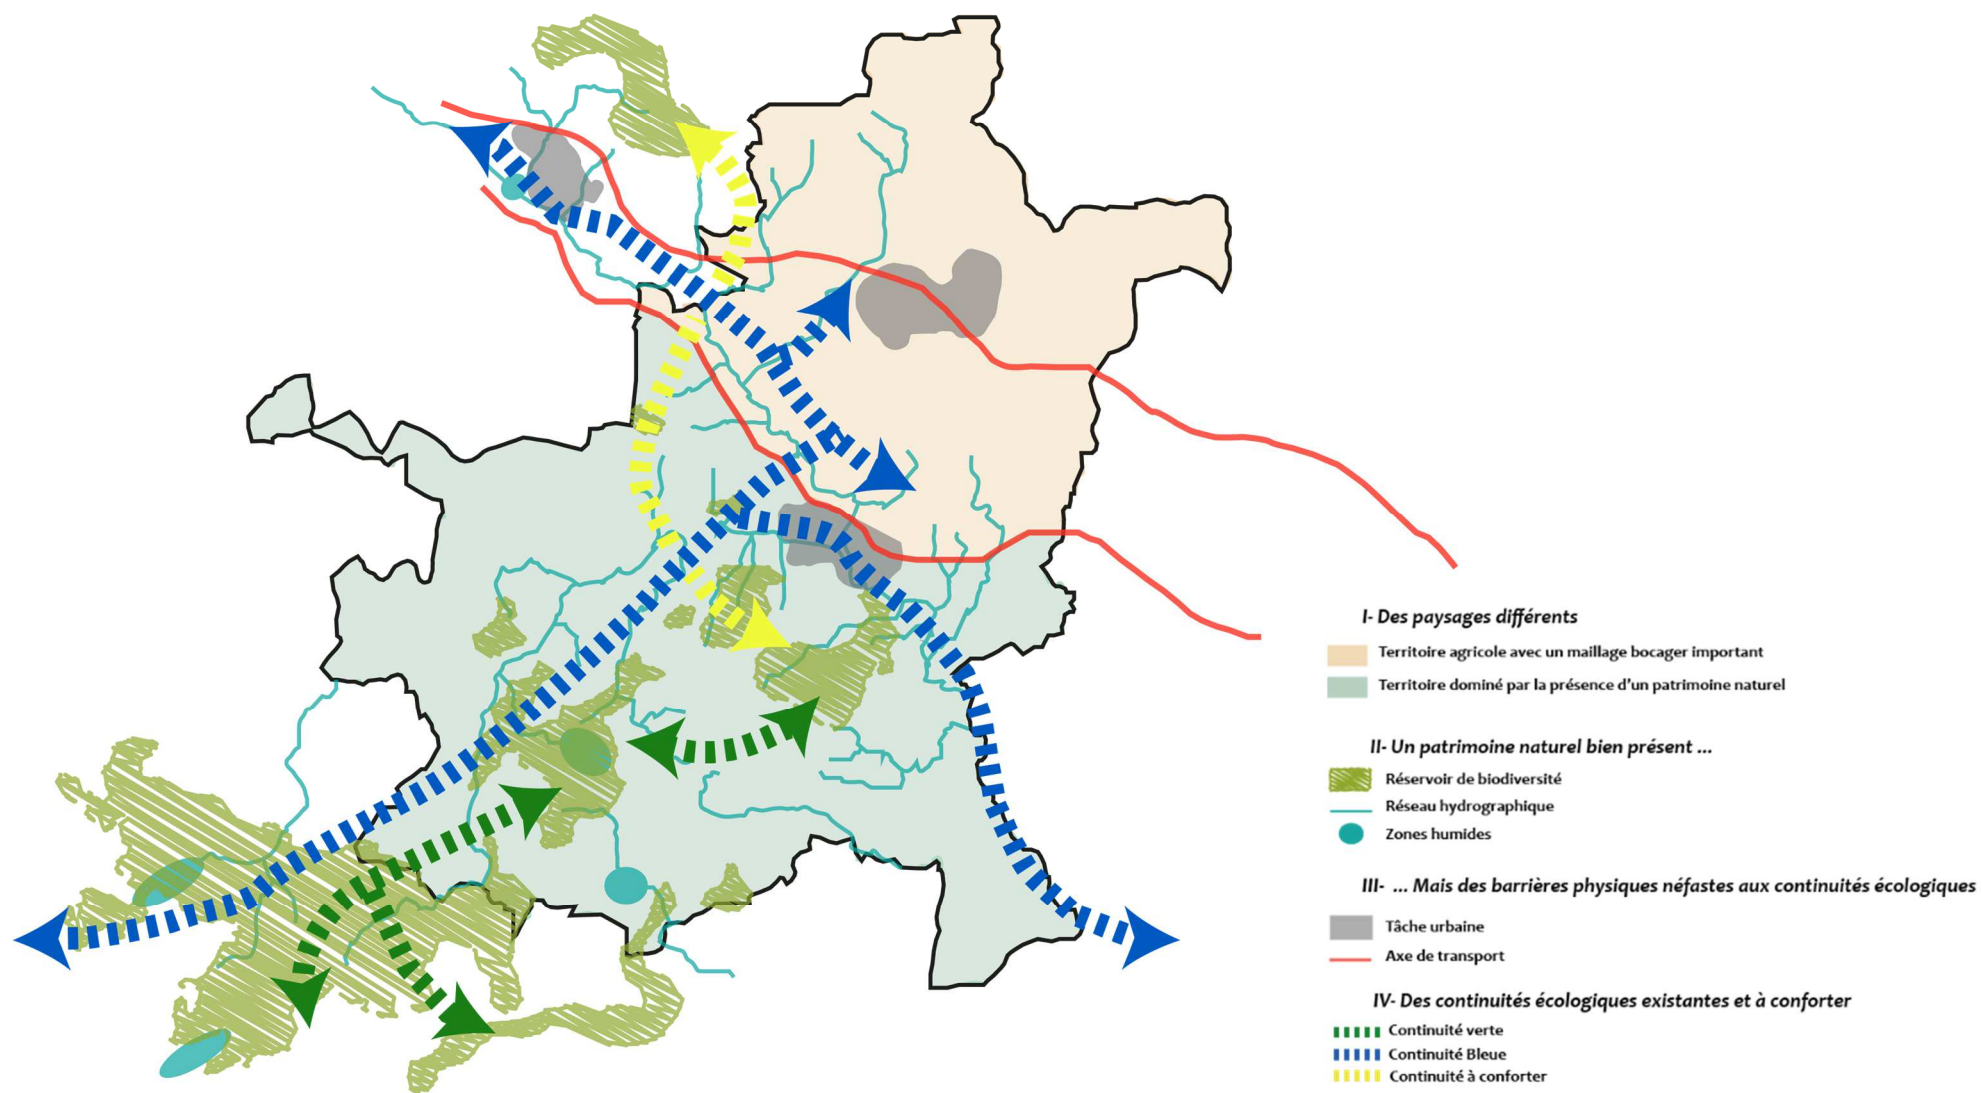 I- Des paysages différents
Territoire agricole avec un maillage bocager important
Territoire dominé par la présence d'un patrimoine naturel
II- Un patrimoine naturel bien présent ...
Réservoir de biodiversité
Réseau hydrographique
Zones humides
III- ... Mais des barrières physiques néfastes aux continuités écologiques
Tâche urbaine
Axe de transport
IV- Des continuités écologiques existantes et à conforter
Continuité verte
Continuité Bleue
Continuité à conforter